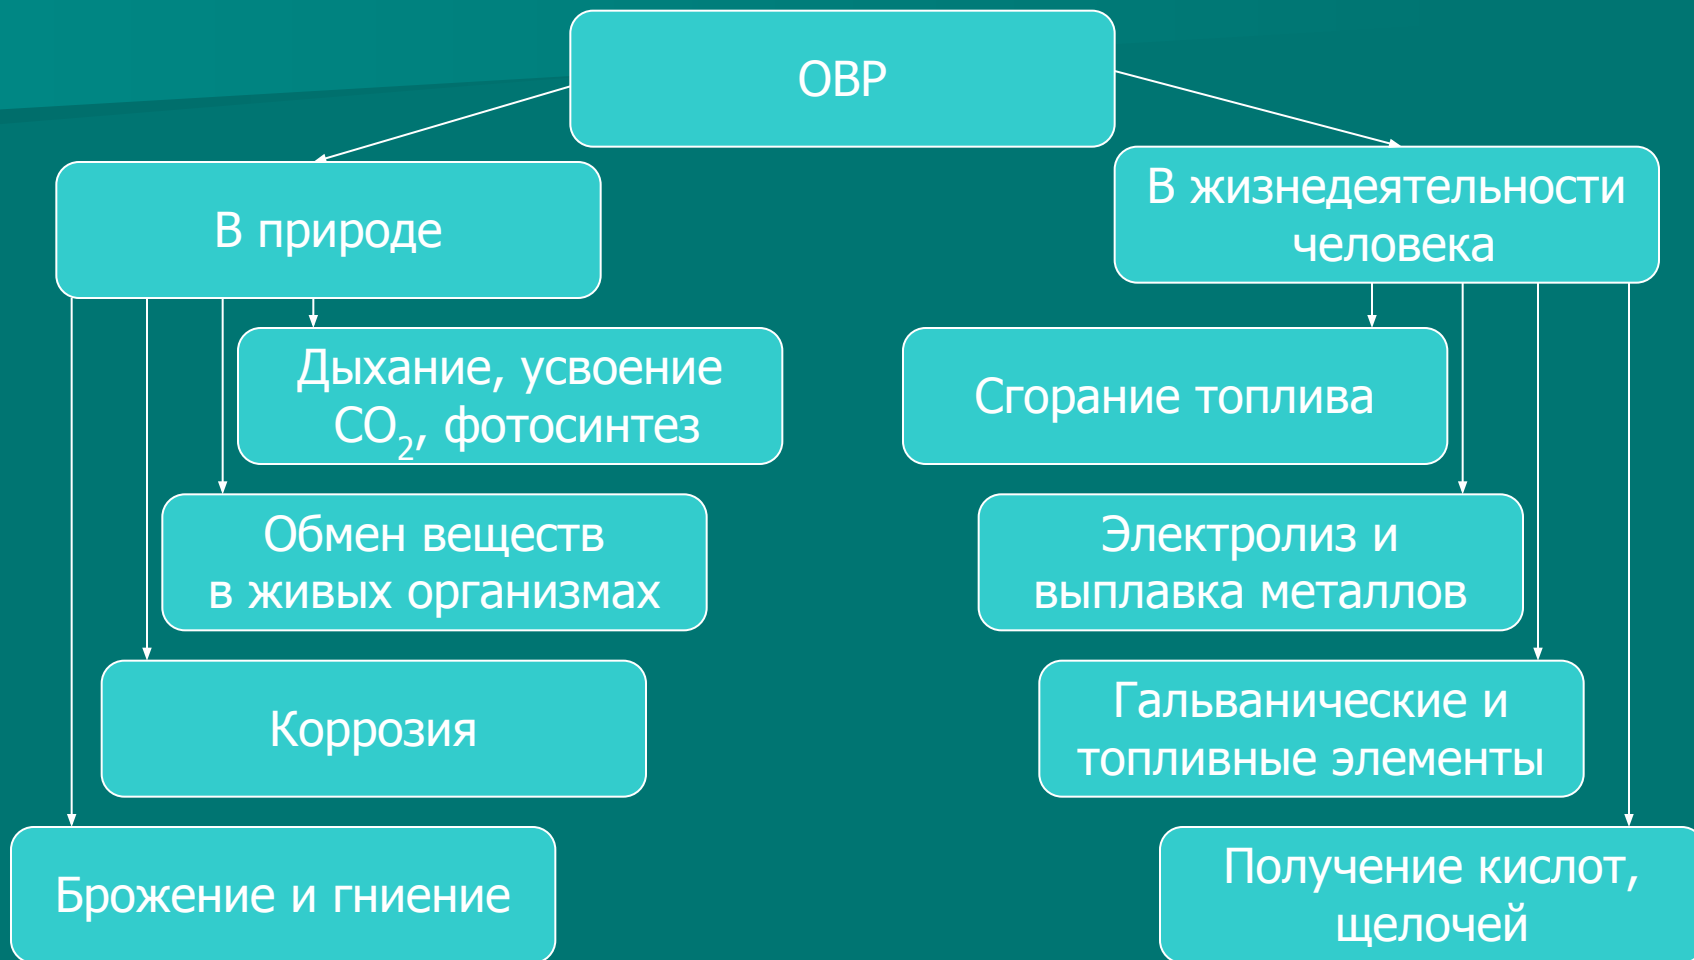 ОВР
В природе
В жизнедеятельности
человека
Дыхание, усвоение
СО₂, фотосинтез
Сгорание топлива
Обмен веществ
в живых организмах
Электролиз и
выплавка металлов
Коррозия
Гальванические и
топливные элементы
Брожение и гниение
Получение кислот,
щелочей